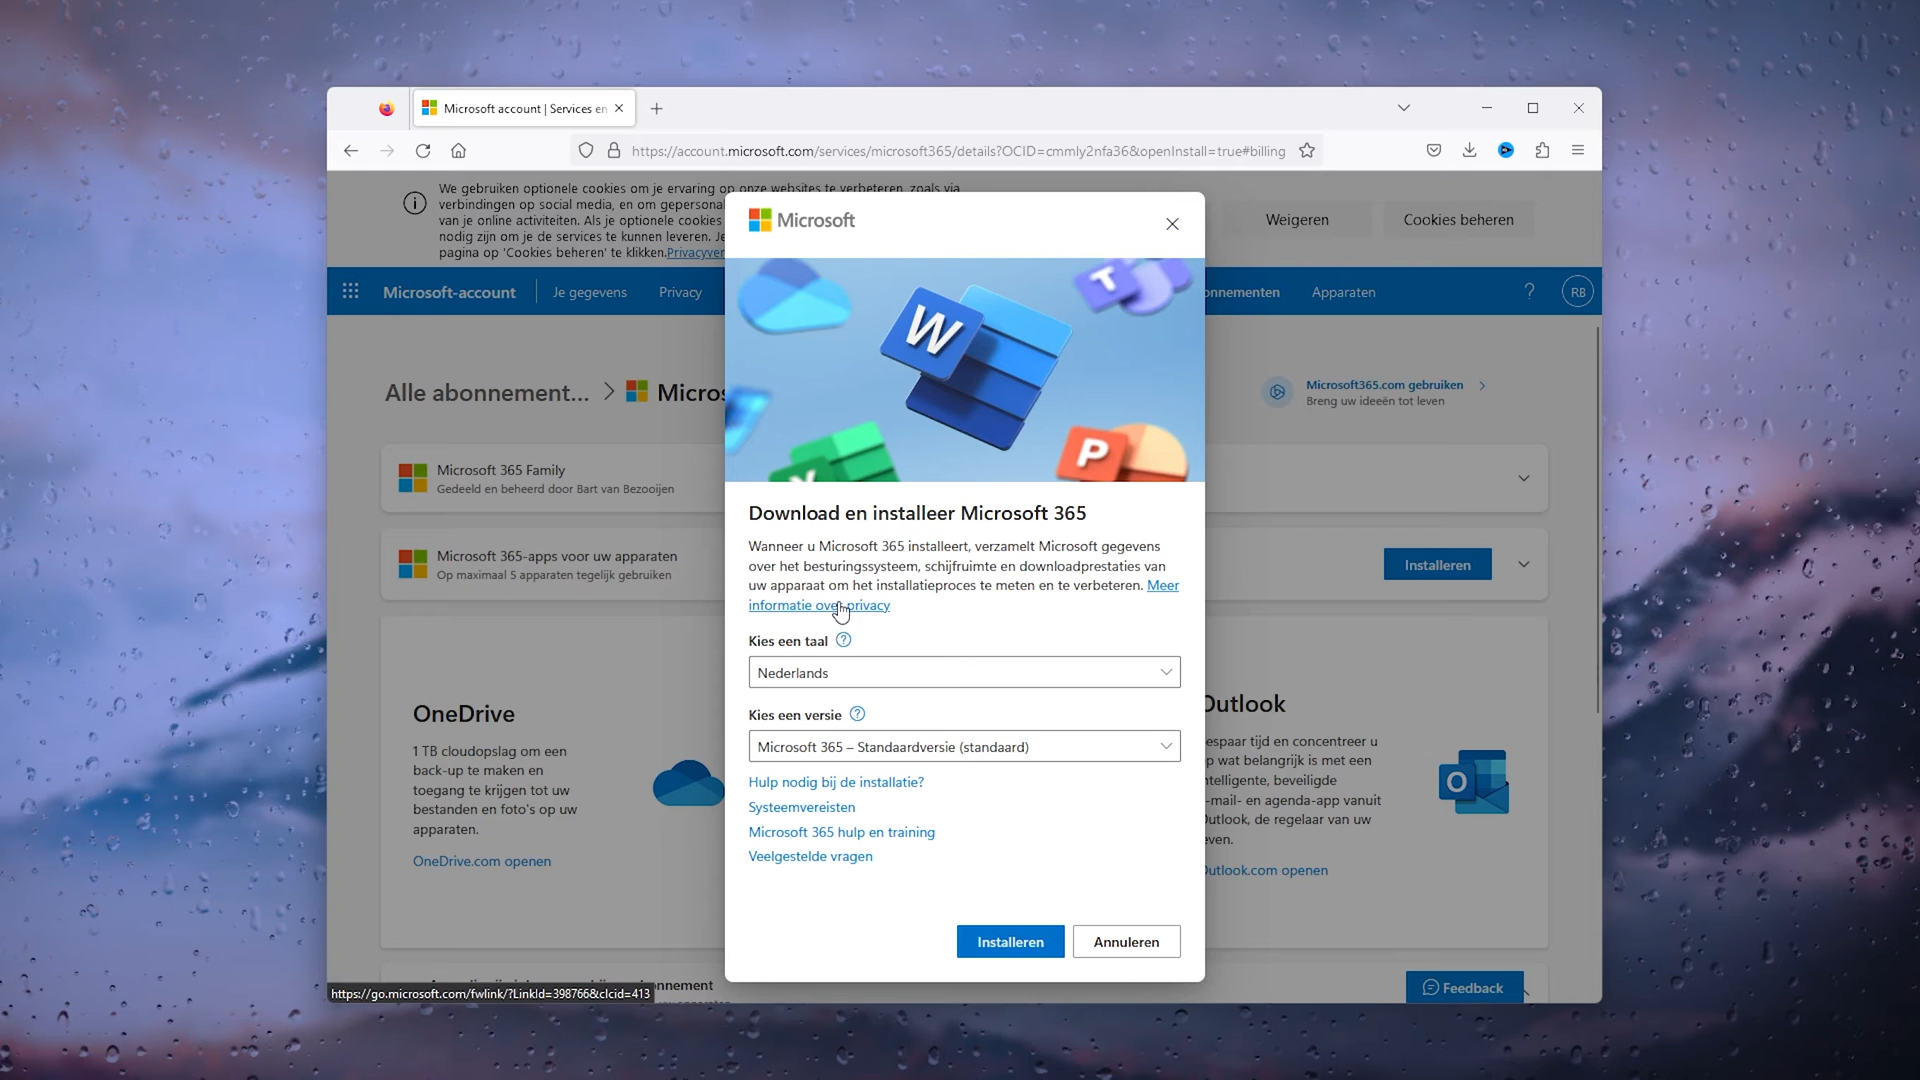 Microsoft account | Services en
https://account.microsoft.com/services/microsoft365/details?OCID=cmmly2nfa36&openInstall=true#billing
We gebruiken optionele cookies om je ervaring op onze websites te verbeteren, zoals via
verbindingen op social media, en om
van je online activiteiten. Als je optionele cookies
nodig zijn om je de services te kunnen leveren. Je
pagina op 'Cookies beheren' te klikken.
Weigeren
Cookies beheren
Microsoft
Microsoft-account
Je gegevens
Privacy
Apparaten
?
RB
W
T
P
Alle abonnement...
Microsoft365.com gebruiken
Breng uw ideeën tot leven
Microsoft 365 Family
Gedeeld en beheerd door Bart van Bezooijen
Microsoft 365-apps voor uw apparaten
Op maximaal 5 apparaten tegelijk gebruiken
Installeren
Download en installeer Microsoft 365
Wanneer u Microsoft 365 installeert, verzamelt Microsoft gegevens
over het besturingssysteem, schijfruimte en downloadprestaties van
uw apparaat om het installatieproces te meten en te verbeteren. Meer
informatie over privacy
Kies een taal ?
Nederlands
Kies een versie ?
Microsoft 365 – Standaardversie (standaard)
Hulp nodig bij de installatie?
Systeemvereisten
Microsoft 365 hulp en training
Veelgestelde vragen
Installeren
Annuleren
OneDrive
1 TB cloudopslag om een
back-up te maken en
toegang te krijgen tot uw
bestanden en foto's op uw
apparaten.
OneDrive.com openen
Outlook
espaar tijd en concentreer u
p wat belangrijk is met een
ntelligente, beveiligde
-mail- en agenda-app vanuit
Outlook, de regelaar van uw
even.
Outlook.com openen
O
Feedback
https://go.microsoft.com/fwlink/?LinkId=398766&clcid=413